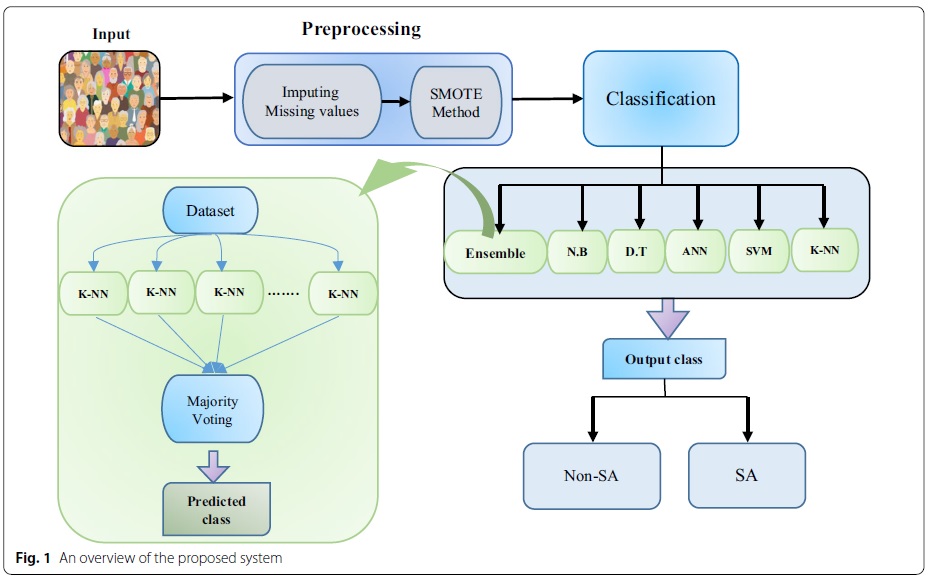 Input
Preprocessing
Imputing
Missing values
SMOTE
Method
Classification
Ensemble
N.B
D.T
ANN
SVM
K-NN
Dataset
K-NN
K-NN
K-NN
.......
K-NN
Majority
Voting
Predicted
class
Output class
Non-SA
SA
Fig. 1 An overview of the proposed system